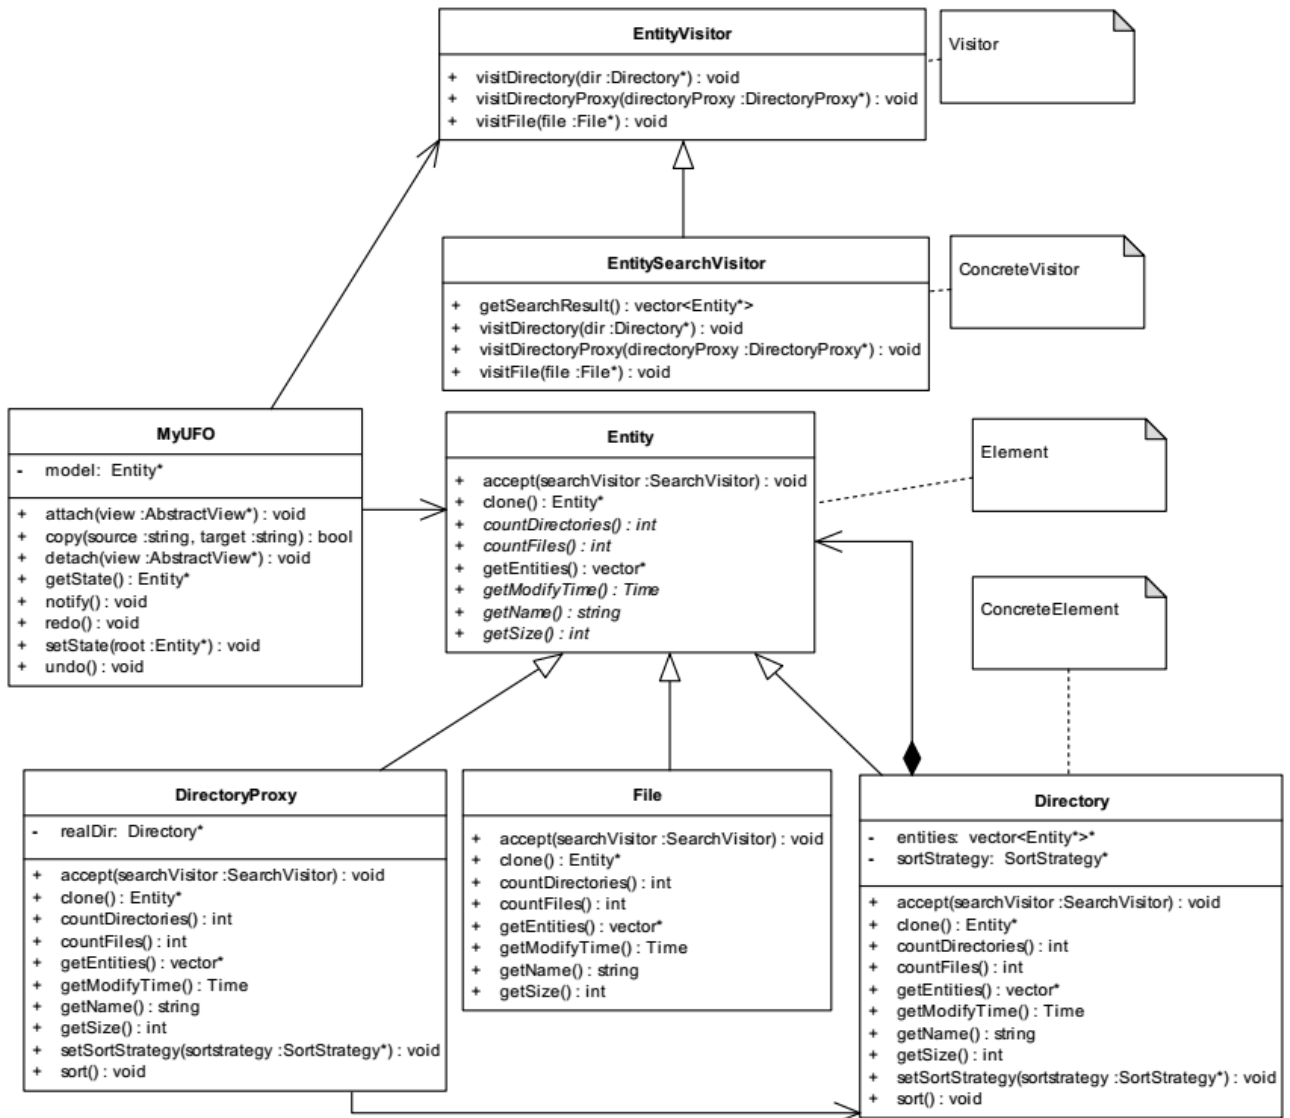 EntityVisitor
+ visitDirectory(dir :Directory*) : void
+ visitDirectoryProxy(directoryProxy :DirectoryProxy*) : void
+ visitFile(file :File*) : void
Visitor
EntitySearchVisitor
+ getSearchResult() : vector<Entity*>
+ visitDirectory(dir :Directory*) : void
+ visitDirectoryProxy(directoryProxy :DirectoryProxy*) : void
+ visitFile(file :File*) : void
ConcreteVisitor
MyUFO
- model: Entity*
+ attach(view :AbstractView*) : void
+ copy(source :string, target :string) : bool
+ detach(view :AbstractView*) : void
+ getState() : Entity*
+ notify() : void
+ redo() : void
+ setState(root :Entity*) : void
+ undo() : void
Entity
+ accept(searchVisitor :SearchVisitor) : void
+ clone() : Entity*
+ countDirectories() : int
+ countFiles() : int
+ getEntities() : vector*
+ getModifyTime() : Time
+ getName() : string
+ getSize() : int
Element
ConcreteElement
DirectoryProxy
- realDir: Directory*
+ accept(searchVisitor :SearchVisitor) : void
+ clone() : Entity*
+ countDirectories() : int
+ countFiles() : int
+ getEntities() : vector*
+ getModifyTime() : Time
+ getName() : string
+ getSize() : int
+ setSortStrategy(sortstrategy :SortStrategy*) : void
+ sort() : void
File
+ accept(searchVisitor :SearchVisitor) : void
+ clone() : Entity*
+ countDirectories() : int
+ countFiles() : int
+ getEntities() : vector*
+ getModifyTime() : Time
+ getName() : string
+ getSize() : int
Directory
- entities: vector<Entity*>*
- sortStrategy: SortStrategy*
+ accept(searchVisitor :SearchVisitor) : void
+ clone() : Entity*
+ countDirectories() : int
+ countFiles() : int
+ getEntities() : vector*
+ getModifyTime() : Time
+ getName() : string
+ getSize() : int
+ setSortStrategy(sortstrategy :SortStrategy*) : void
+ sort() : void